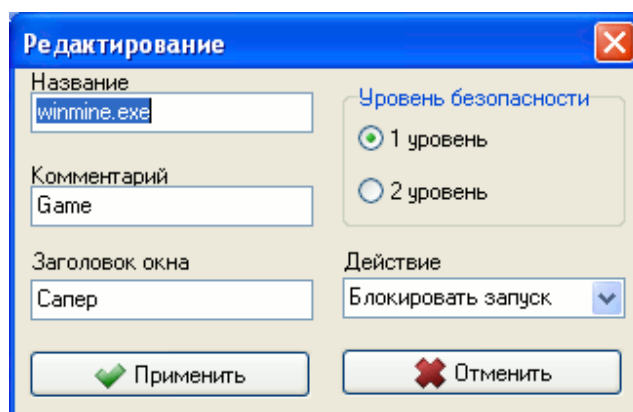 Редактирование
Название
winmine.exe
Комментарий
Game
Заголовок окна
Сапер
Уровень безопасности
1 уровень
2 уровень
Действие
Блокировать запуск
Применить
Отменить